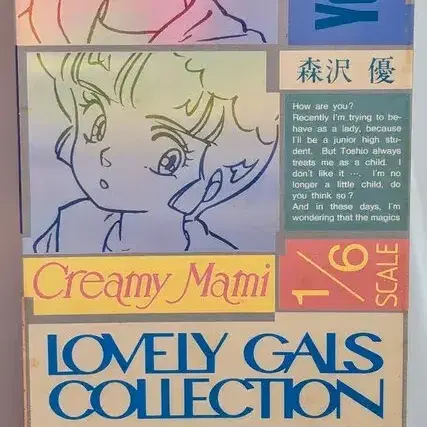 YO
森沢 優
How are you?
Recently I'm trying to be-
have as a lady, because
I'll be a junior high stu-
dent. But Toshio always
treats me as a child. I
don't like it …. I'm no
longer a little child, do
you think so?
And in these days, I'm
wondering that the magics
Creamy Mami
1/6
SCALE
LOVELY GALS
COLLECTION